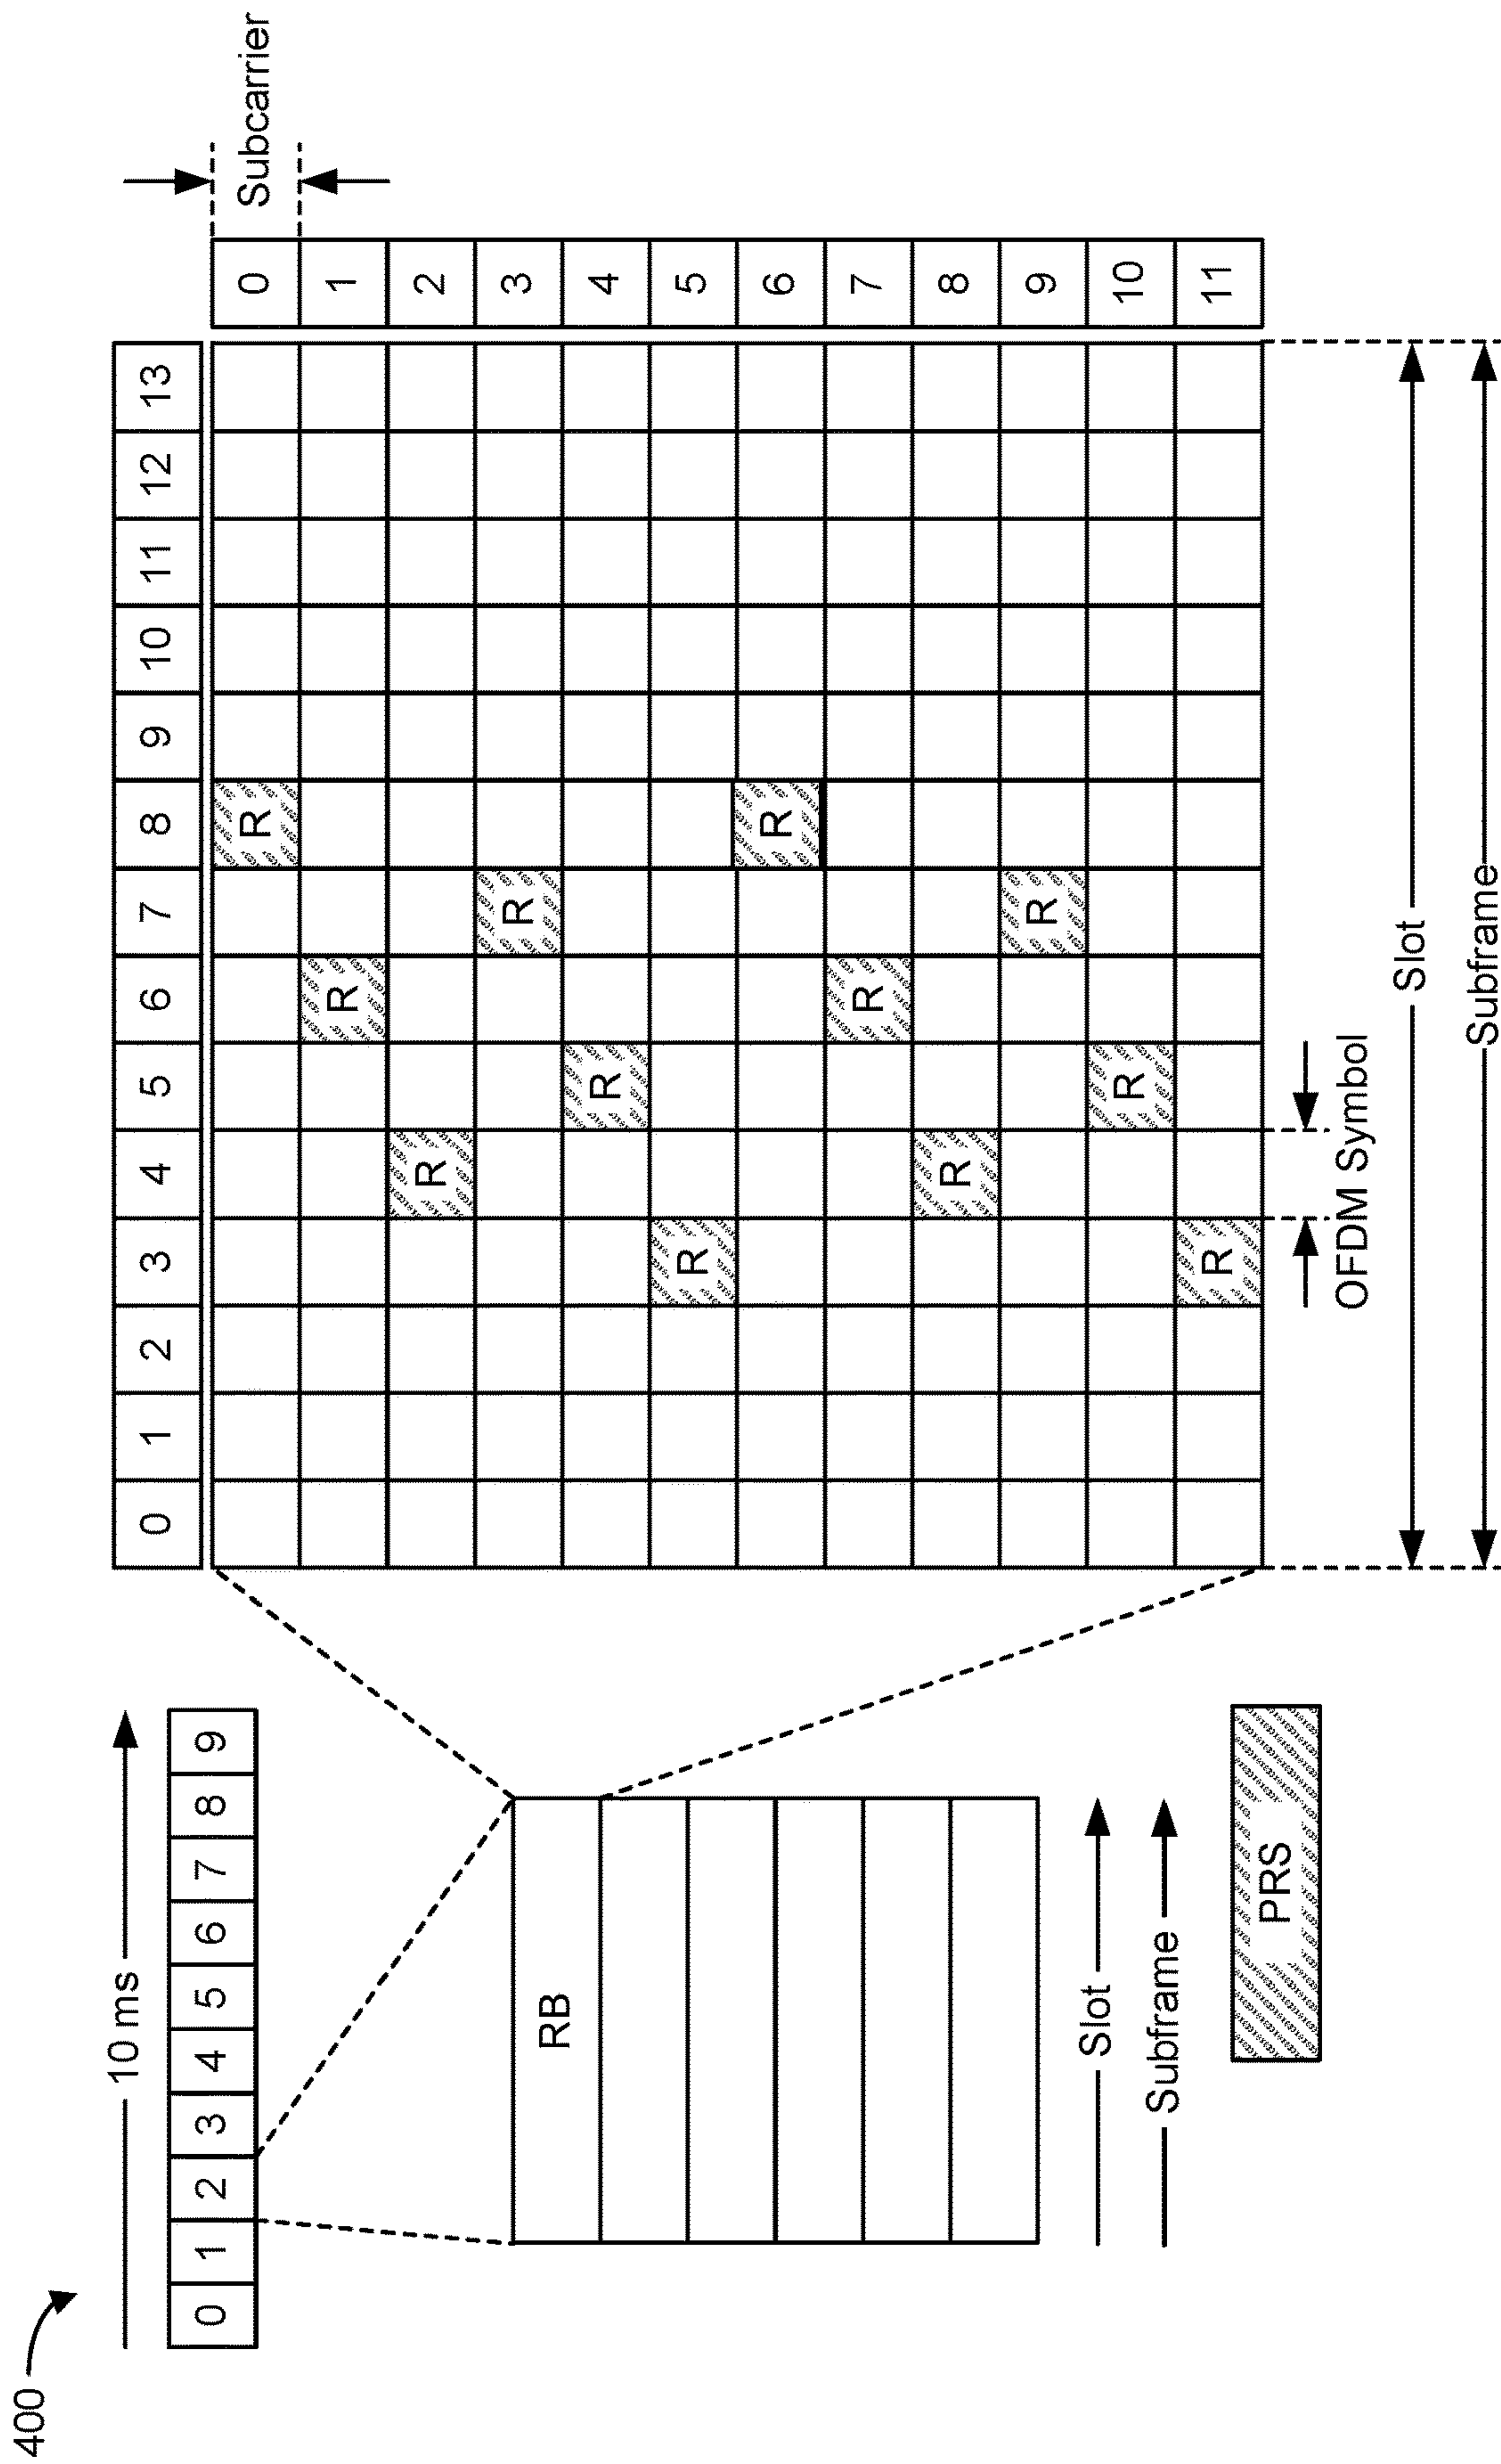 400
10 ms
0 1 2 3 4 5 6 7 8 9
RB
Slot
Subframe
PRS
0 1 2 3 4 5 6 7 8 9 10 11 12 13
Subcarrier
R 0
R 1
R 2
R 3
R 4
R 5
R 6
R 7
R 8
R 9
R 10
R 11
OFDM Symbol
Slot
Subframe